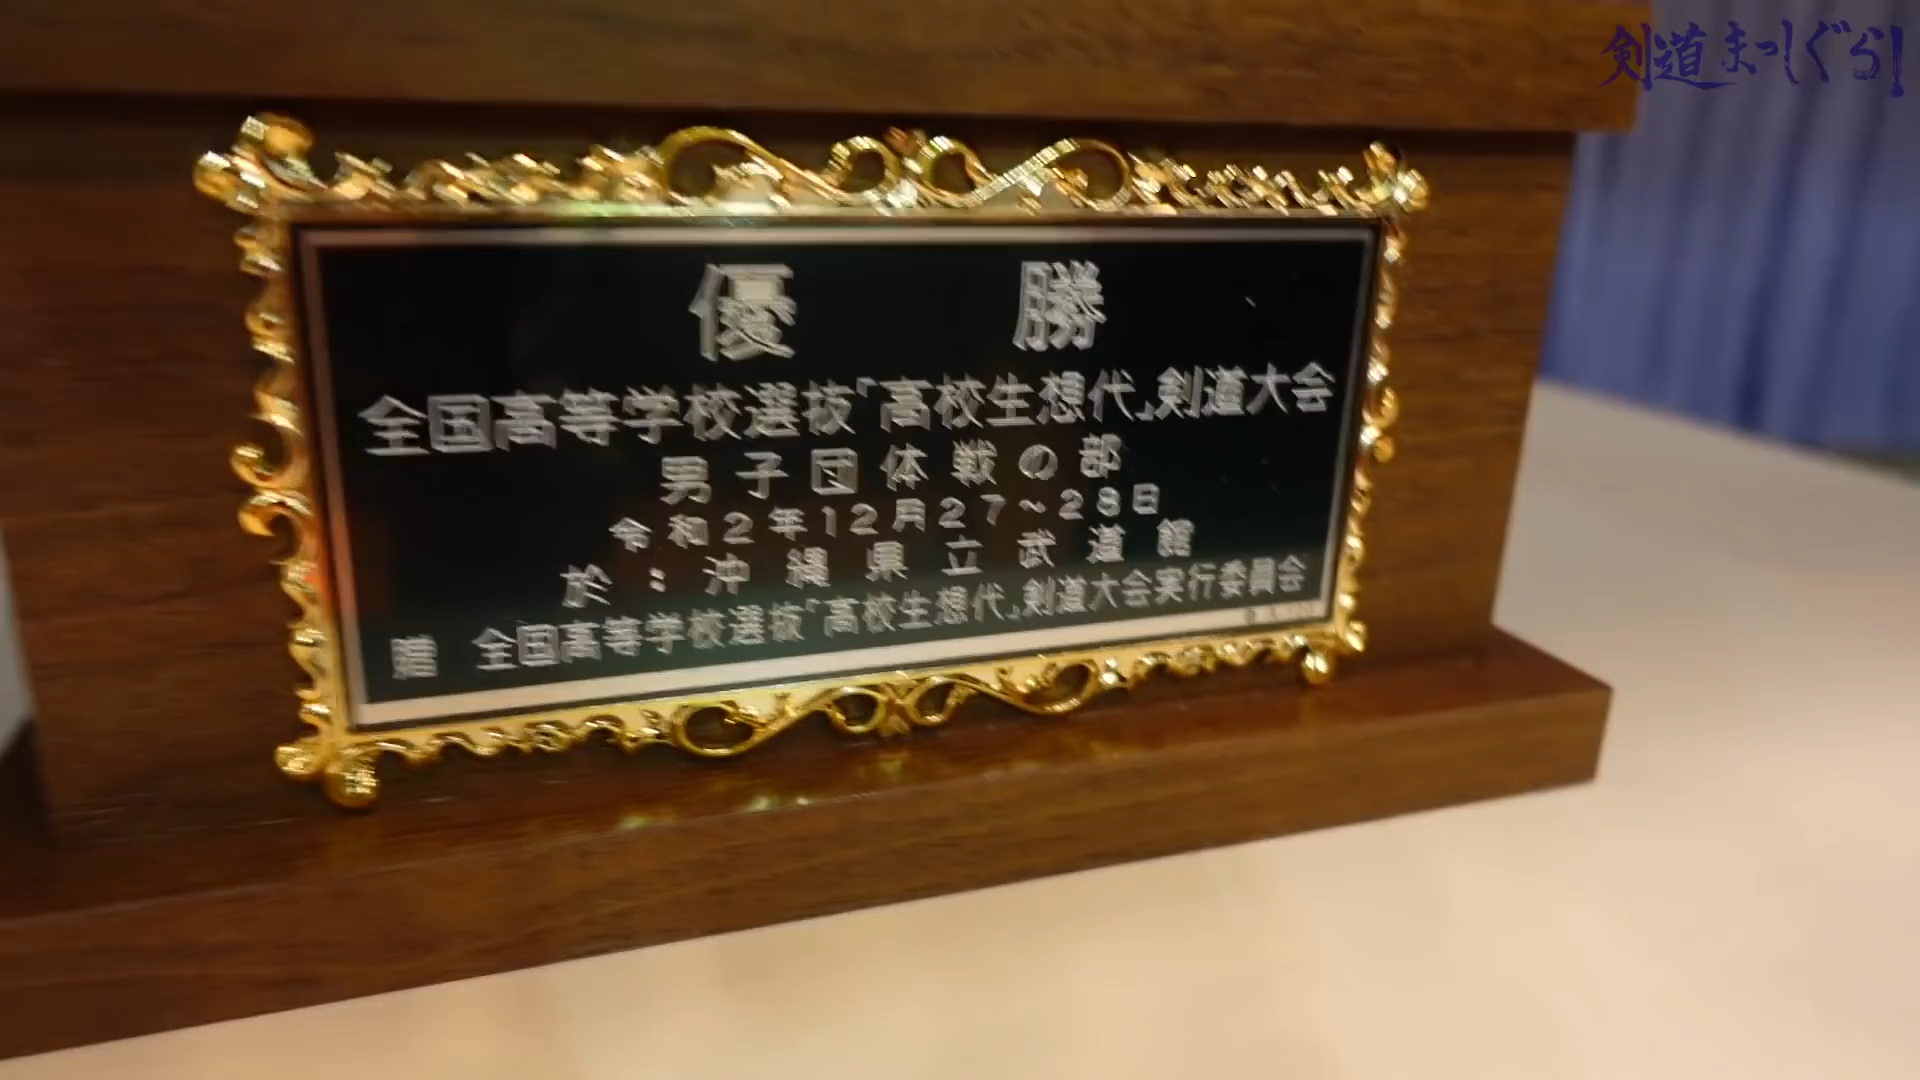 剣道まっしぐら!
優勝
全国高等学校選抜「高校生想代」剣道大会
男子団体戦の部
令和2年12月27~28日
於:沖縄県立武道館
贈 全国高等学校選抜「高校生想代」剣道大会実行委員会